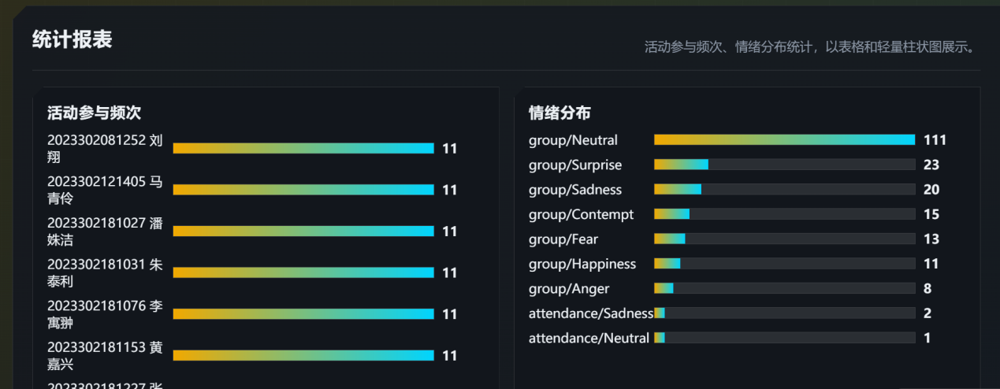 统计报表
活动参与频次、情绪分布统计，以表格和轻量柱状图展示。
活动参与频次
2023302081252 刘
翔
11
2023302121405 马
青伶
11
2023302181027 潘
姝洁
11
2023302181031 朱
泰利
11
2023302181076 李
寓翀
11
2023302181153 黄
嘉兴
11
2023302181227 张
情绪分布
group/Neutral 111
group/Surprise 23
group/Sadness 20
group/Contempt 15
group/Fear 13
group/Happiness 11
group/Anger 8
attendance/Sadness 2
attendance/Neutral 1